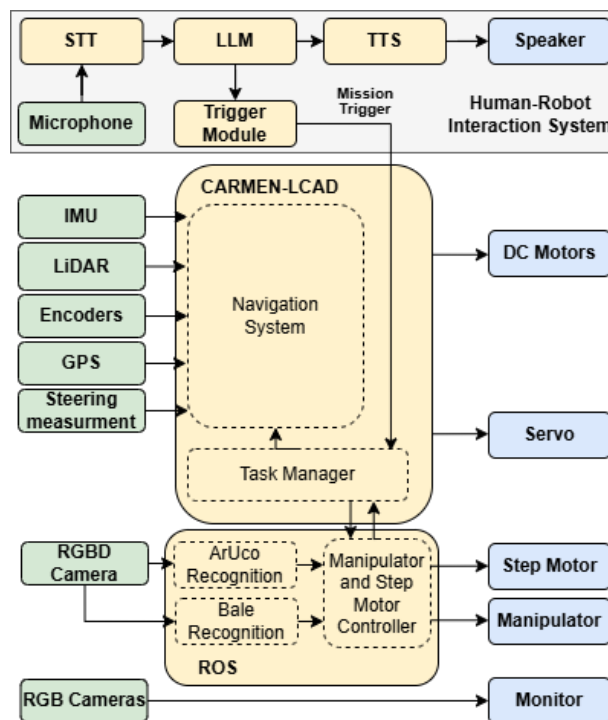 STT
LLM
TTS
Speaker
Microphone
Trigger
Module
Mission
Trigger
Human-Robot
Interaction System
CARMEN-LCAD
IMU
LiDAR
Encoders
GPS
Steering
measurment
Navigation
System
DC Motors
Servo
Task Manager
RGBD
Camera
ArUco
Recognition
Bale
Recognition
Manipulator
and Step
Motor
Controller
Step Motor
Manipulator
ROS
RGB Cameras
Monitor